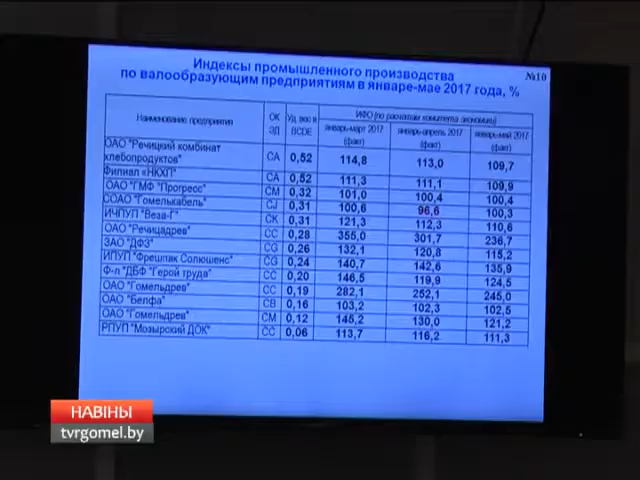 Индексы промышленного производства
по валообразующим предприятиям в январе-мае 2017 года, %
№10
Наименование предприятия
ОК ЭД
Уд. вес в BCDE
ИФО (по расчетам комитета экономики)
январь-март 2017 (факт)
январь-апрель 2017 (факт)
январь-май 2017 (факт)
ОАО "Речицкий комбинат хлебопродуктов" CA 0,52 114,8 113,0 109,7
Филиал «НКХП" CA 0,52 111,3 111,1 109,9
ОАО "ГМФ "Прогресс" CM 0,32 101,0 100,4 100,4
СОАО "Гомелькабель" CJ 0,31 100,6 96,6 100,3
ИЧПУП "Веза-Г" CK 0,31 121,3 112,3 110,6
ОАО "Речицадрев" CC 0,28 355,0 301,7 236,7
ЗАО "ДФЗ" CG 0,26 132,1 120,8 115,2
ИПУП "Фрешпак Солюшенс" CG 0,24 140,7 142,6 135,9
Ф-л "ДБФ "Герой труда" CC 0,20 146,5 119,9 124,5
ОАО "Гомельдрев" CC 0,19 282,1 252,1 245,0
ОАО "Белфа" CB 0,16 103,2 102,3 102,5
ОАО "Гомельдрев" CM 0,12 145,2 130,0 121,2
РПУП "Мозырский ДОК" CC 0,06 113,7 116,2 111,3
НАВІНЫ
tvrgomel.by